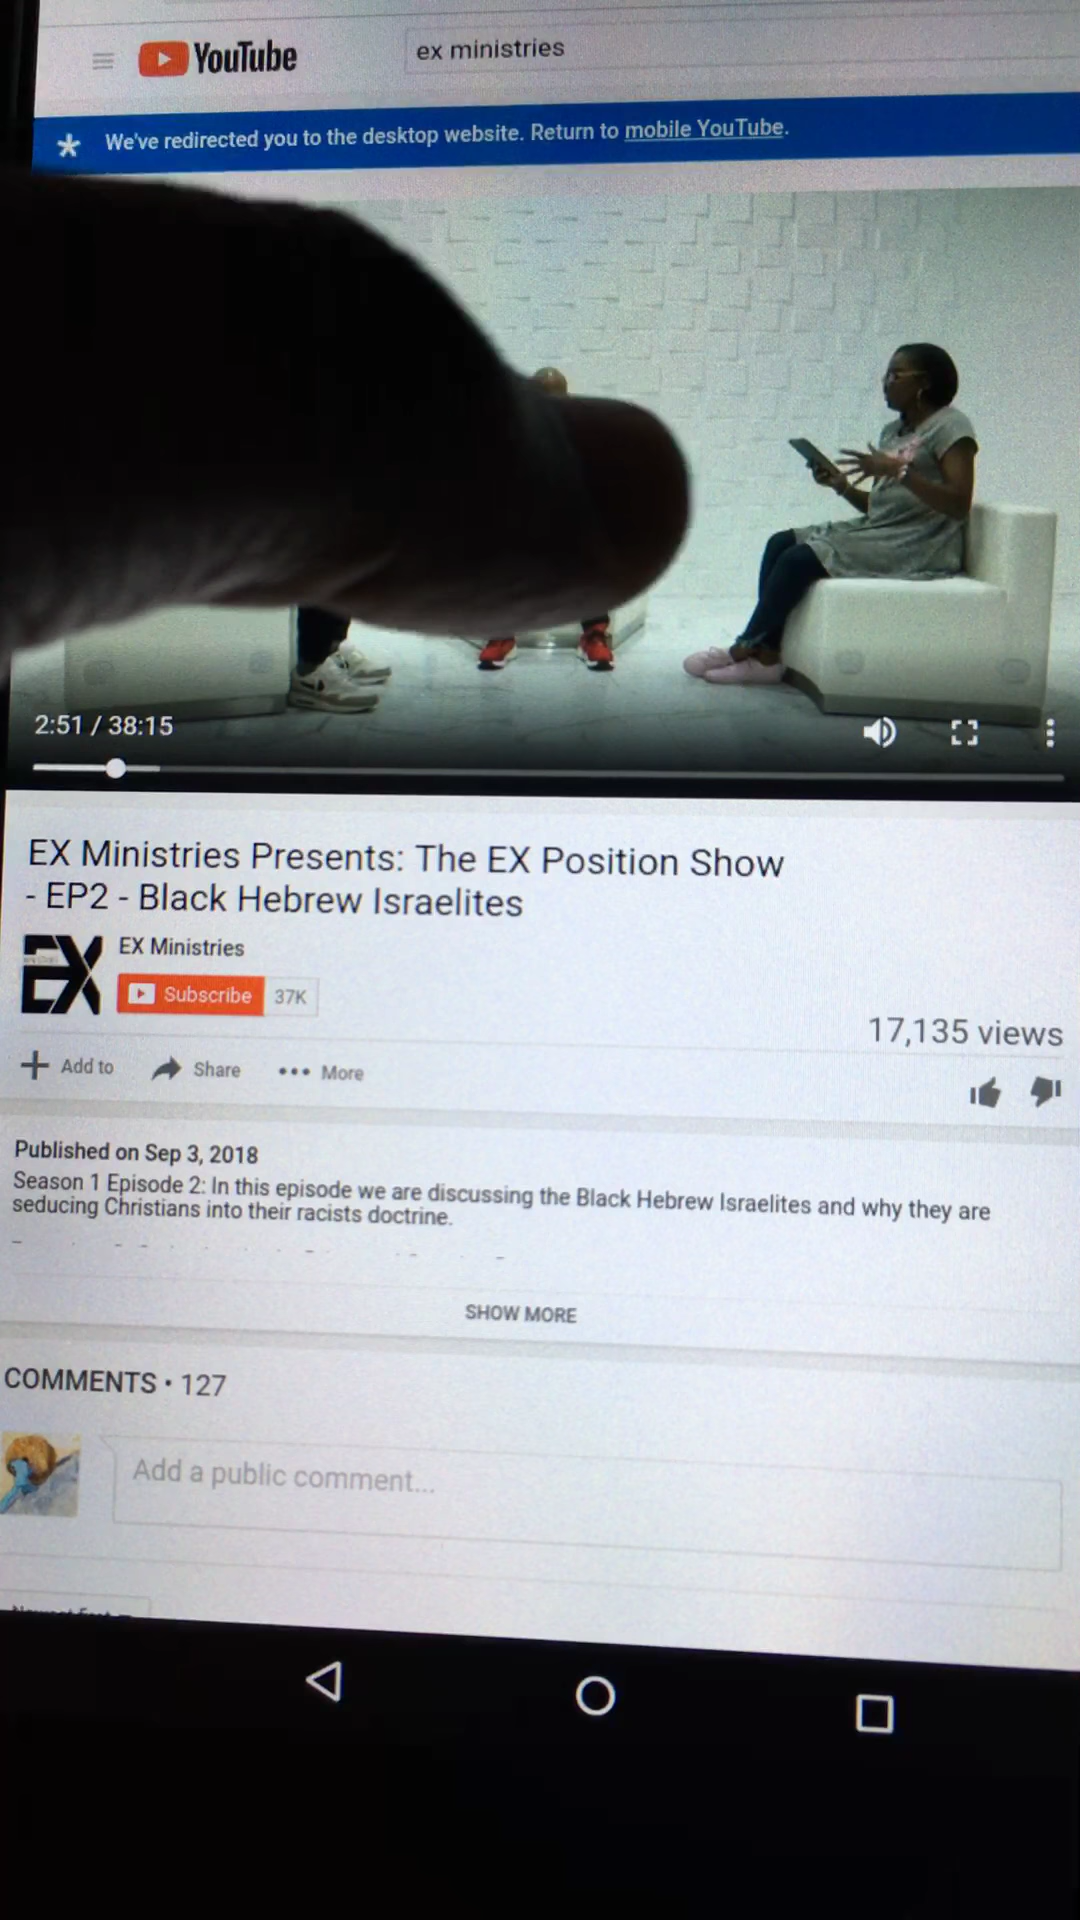 YouTube
ex ministries
We've redirected you to the desktop website. Return to mobile YouTube.
2:51 / 38:15
EX Ministries Presents: The EX Position Show
- EP2 - Black Hebrew Israelites
EX
EX Ministries
Subscribe 37K
17,135 views
Add to Share More
Published on Sep 3, 2018
Season 1 Episode 2: In this episode we are discussing the Black Hebrew Israelites and why they are
seducing Christians into their racists doctrine.
SHOW MORE
COMMENTS • 127
Add a public comment...